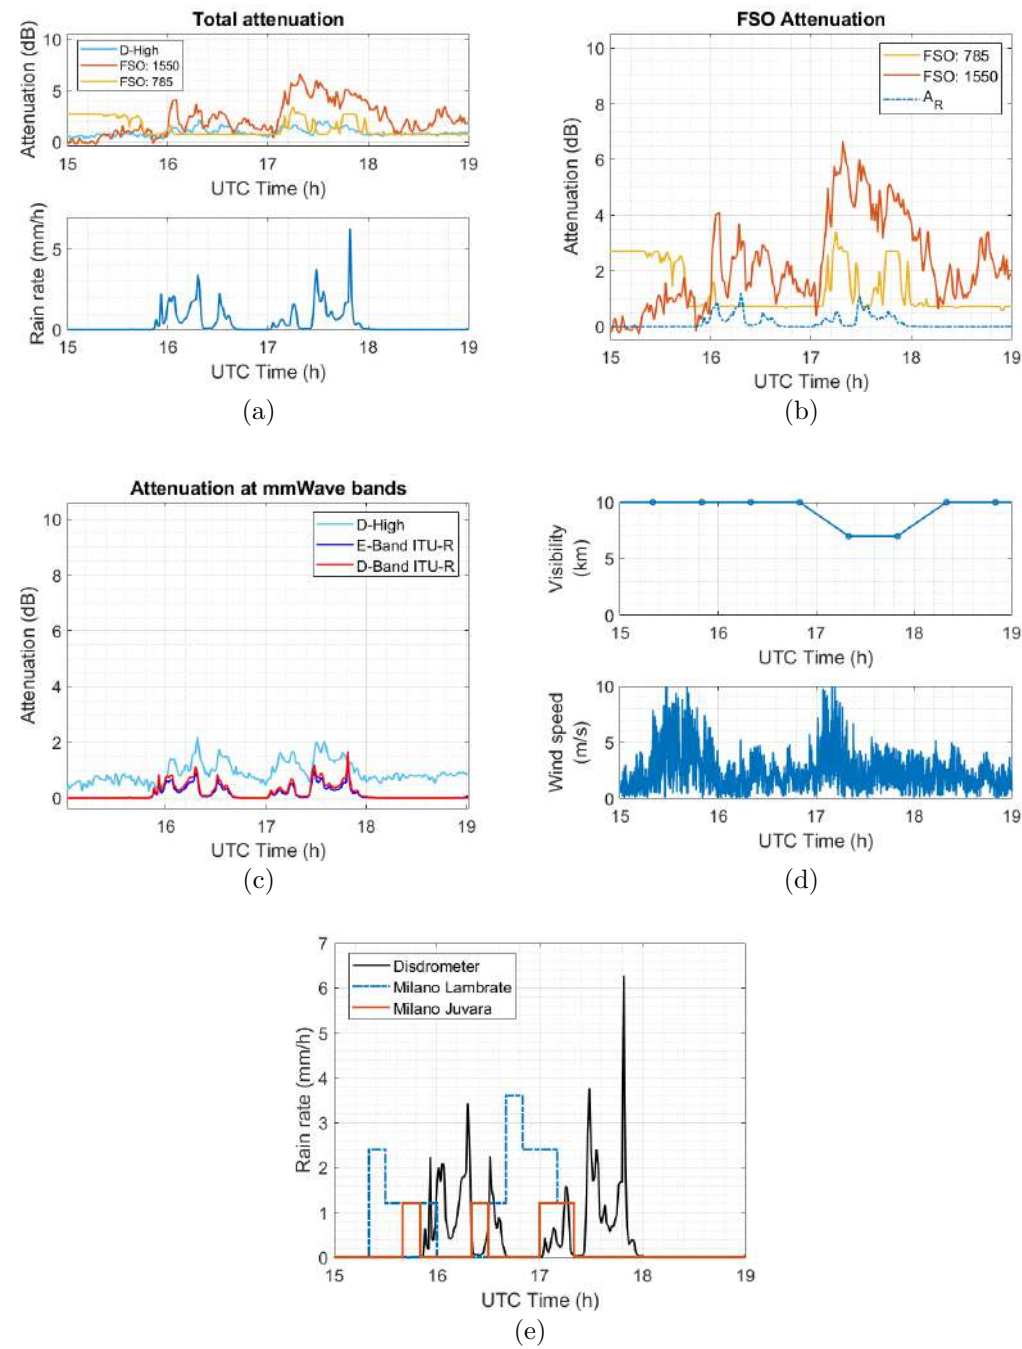 Total attenuation
Attenuation (dB)
10
5
0
D-High
FSO: 1550
FSO: 785
15 16 17 18 19
UTC Time (h)
Rain rate (mm/h)
5
0
15 16 17 18 19
UTC Time (h)
(a)
FSO Attenuation
Attenuation (dB)
10
8
6
4
2
0
FSO: 785
FSO: 1550
A_R
15 16 17 18 19
UTC Time (h)
(b)
Attenuation at mmWave bands
Attenuation (dB)
10
8
6
4
2
0
D-High
E-Band ITU-R
D-Band ITU-R
16 17 18 19
UTC Time (h)
(c)
Visibility
(km)
10
5
0
15 16 17 18 19
UTC Time (h)
Wind speed
(m/s)
10
5
0
15 16 17 18 19
UTC Time (h)
(d)
Rain rate (mm/h)
7
6
5
4
3
2
1
0
Disdrometer
Milano Lambrate
Milano Juvara
15 16 17 18 19
UTC Time (h)
(e)